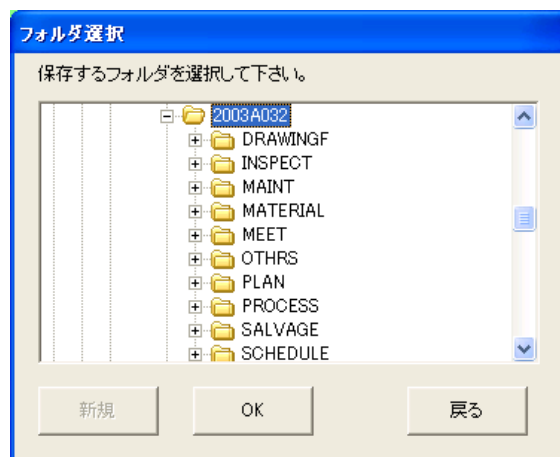 フォルダ選択
保存するフォルダを選択して下さい。
2003A032
DRAWINGF
INSPECT
MAINT
MATERIAL
MEET
OTHRS
PLAN
PROCESS
SALVAGE
SCHEDULE
新規 OK 戻る